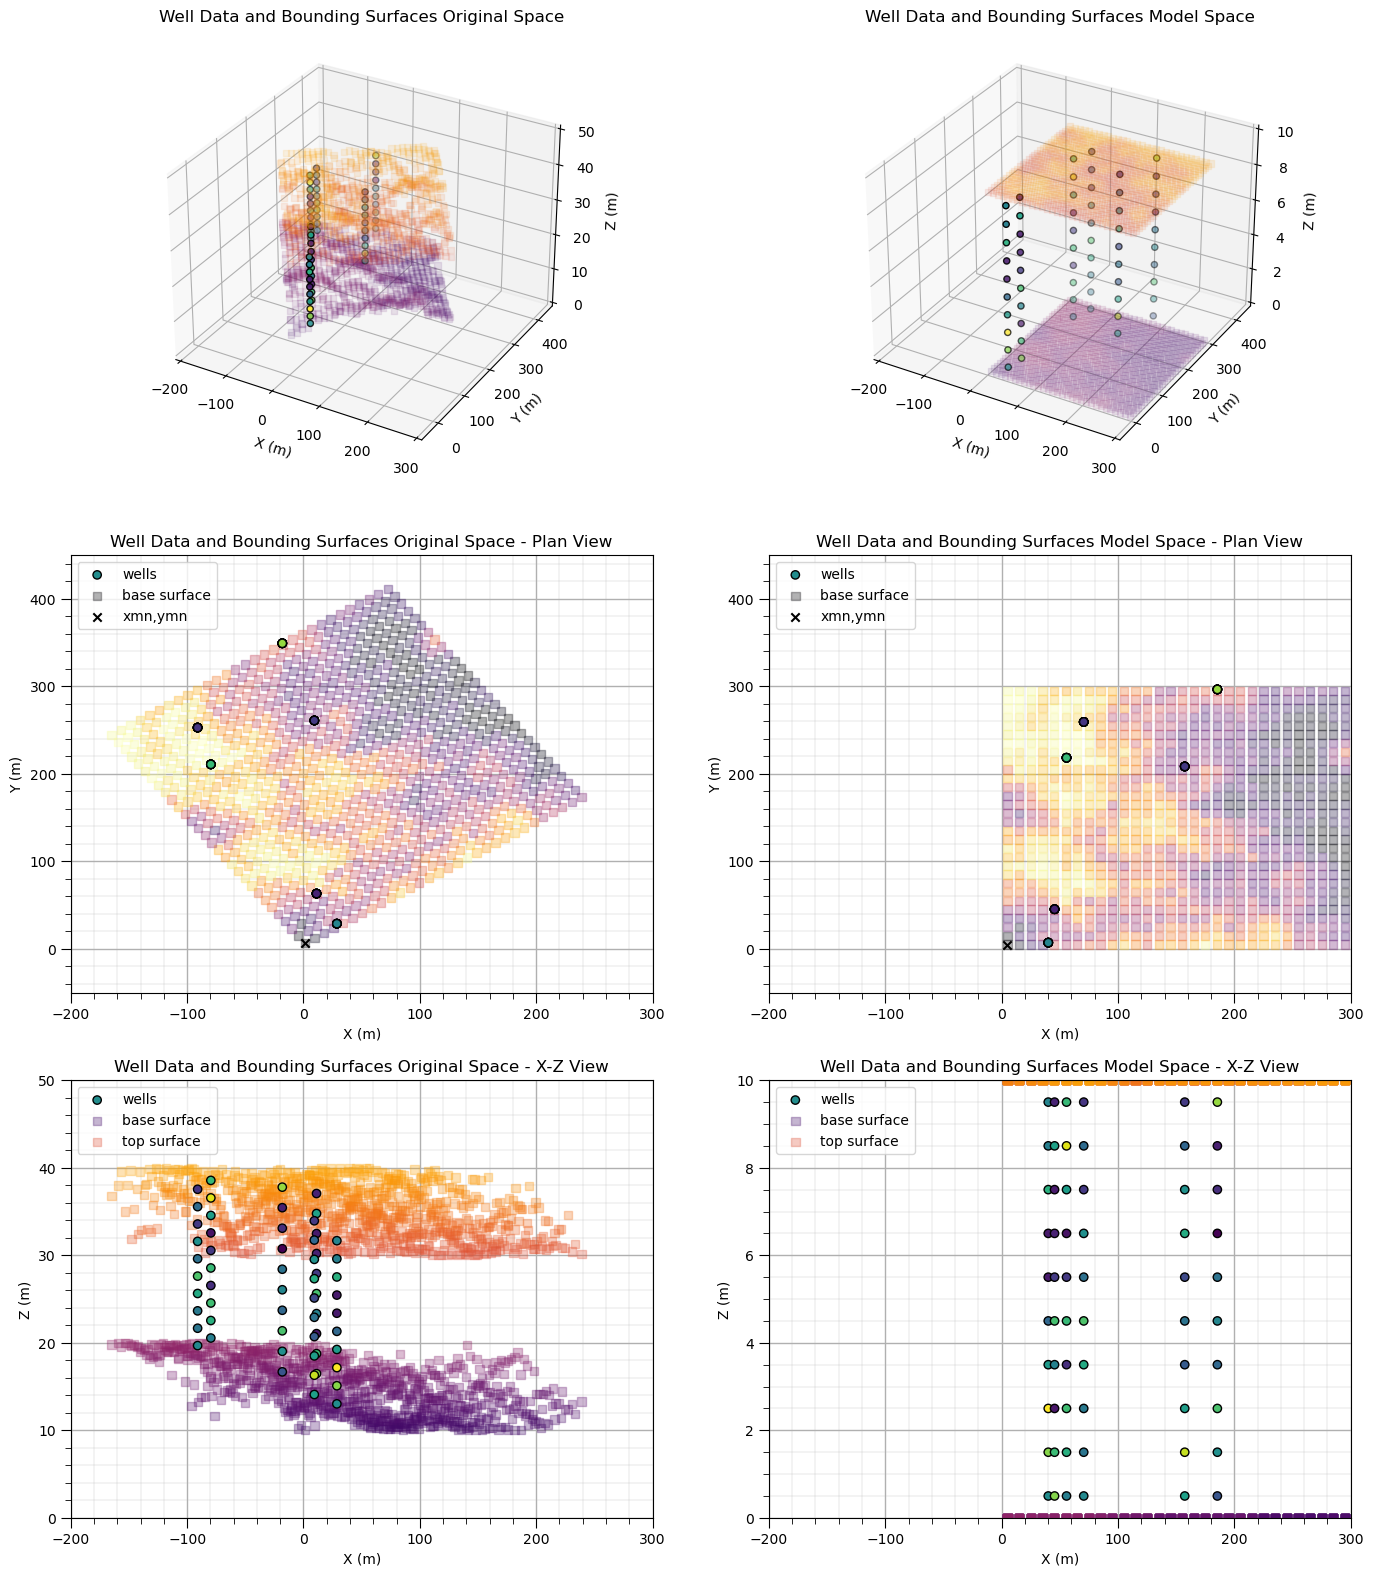 Well Data and Bounding Surfaces Original Space
50
40
30
20
10
0
Z (m)
400
300
200
100
0
Y (m)
−200
−100
0
100
200
300
X (m)
Well Data and Bounding Surfaces Model Space
10
8
6
4
2
0
Z (m)
400
300
200
100
0
Y (m)
−200
−100
0
100
200
300
X (m)
Well Data and Bounding Surfaces Original Space - Plan View
wells
base surface
xmn,ymn
400
300
200
100
0
Y (m)
−200
−100
0
100
200
300
X (m)
Well Data and Bounding Surfaces Model Space - Plan View
wells
base surface
xmn,ymn
400
300
200
100
0
Y (m)
−200
−100
0
100
200
300
X (m)
Well Data and Bounding Surfaces Original Space - X-Z View
wells
base surface
top surface
50
40
30
20
10
0
Z (m)
−200
−100
0
100
200
300
X (m)
Well Data and Bounding Surfaces Model Space - X-Z View
wells
base surface
top surface
10
8
6
4
2
0
Z (m)
−200
−100
0
100
200
300
X (m)